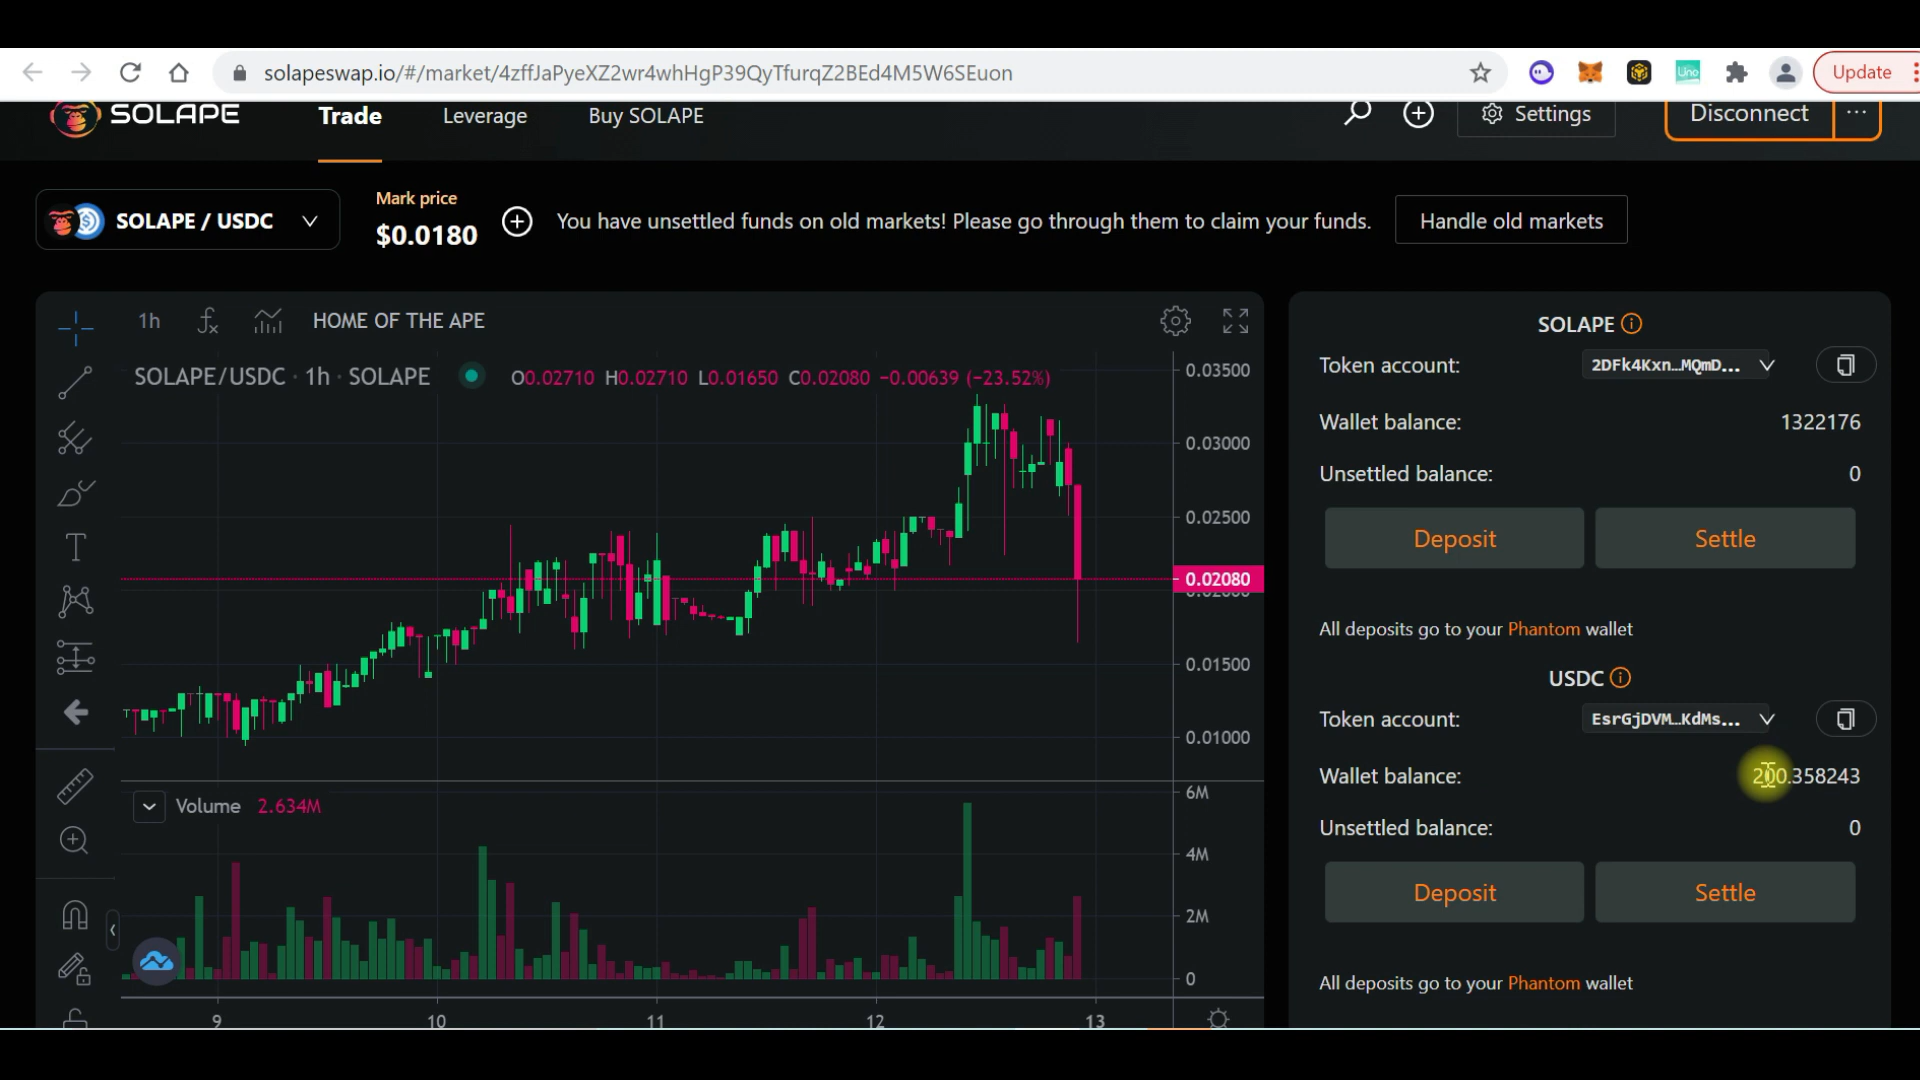 solapeswap.io/#/market/4zffJaPyeXZ2wr4whHgP39QyTfurqZ2BEd4M5W6SEuon
Uno
Update
SOLAPE
Trade
Leverage
Buy SOLAPE
Settings
Disconnect
SOLAPE / USDC
Mark price
$0.0180
You have unsettled funds on old markets! Please go through them to claim your funds.
Handle old markets
1h
HOME OF THE APE
SOLAPE/USDC · 1h · SOLAPE
O0.02710 H0.02710 L0.01650 C0.02080 −0.00639 (−23.52%)
0.03500
0.03000
0.02500
0.02080
0.02000
0.01500
0.01000
Volume 2.634M
6M
4M
2M
0
9
10
11
12
13
SOLAPE
Token account:
2DFk4Kxn…MQmD...
Wallet balance:
1322176
Unsettled balance:
0
Deposit
Settle
All deposits go to your Phantom wallet
USDC
Token account:
EsrGjDVM…KdMs...
Wallet balance:
200.358243
Unsettled balance:
0
Deposit
Settle
All deposits go to your Phantom wallet